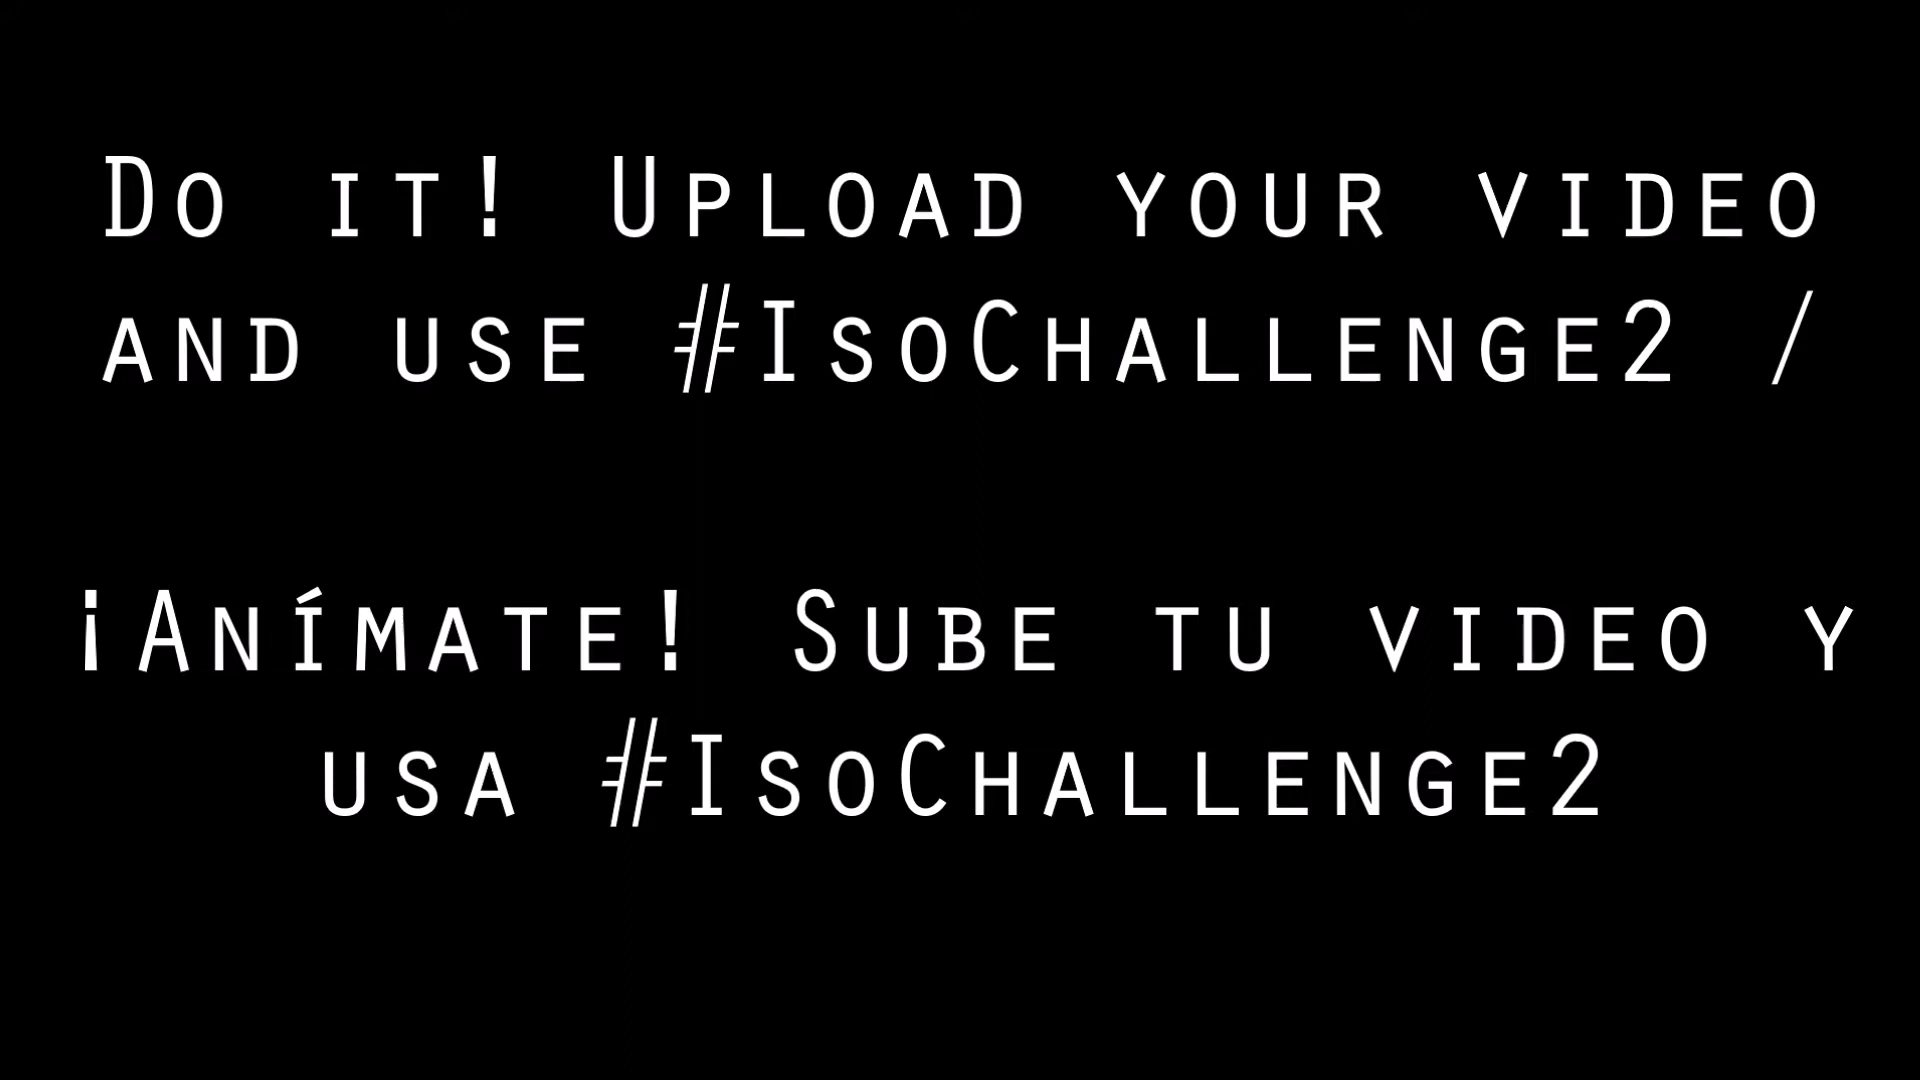 Do it! Upload your video
and use #IsoChallenge2 /
¡Anímate! Sube tu video y
usa #IsoChallenge2